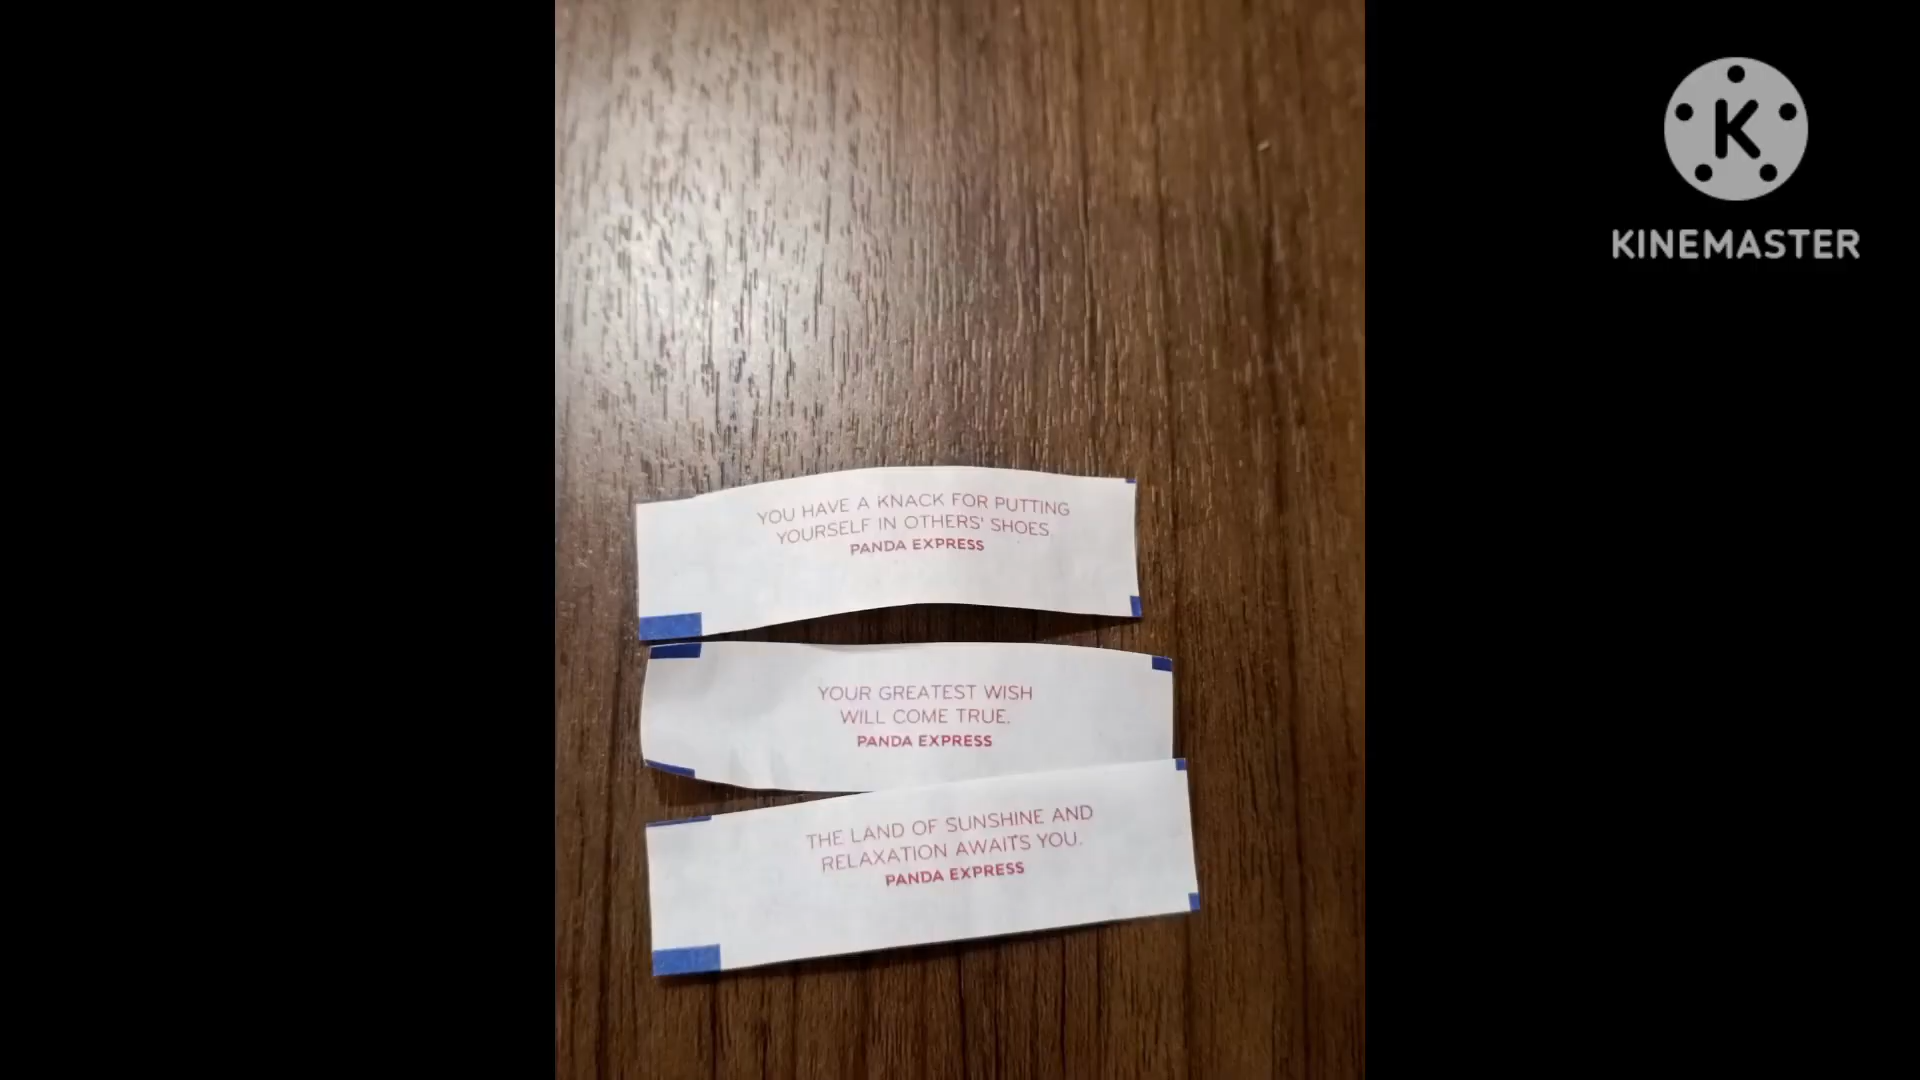 KINEMASTER
YOU HAVE A KNACK FOR PUTTING
YOURSELF IN OTHERS' SHOES.
PANDA EXPRESS
YOUR GREATEST WISH
WILL COME TRUE.
PANDA EXPRESS
THE LAND OF SUNSHINE AND
RELAXATION AWAITS YOU.
PANDA EXPRESS